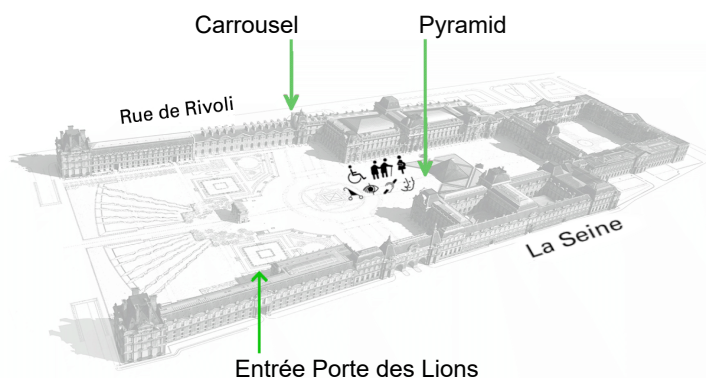 Carrousel
Pyramid
Rue de Rivoli
La Seine
Entrée Porte des Lions